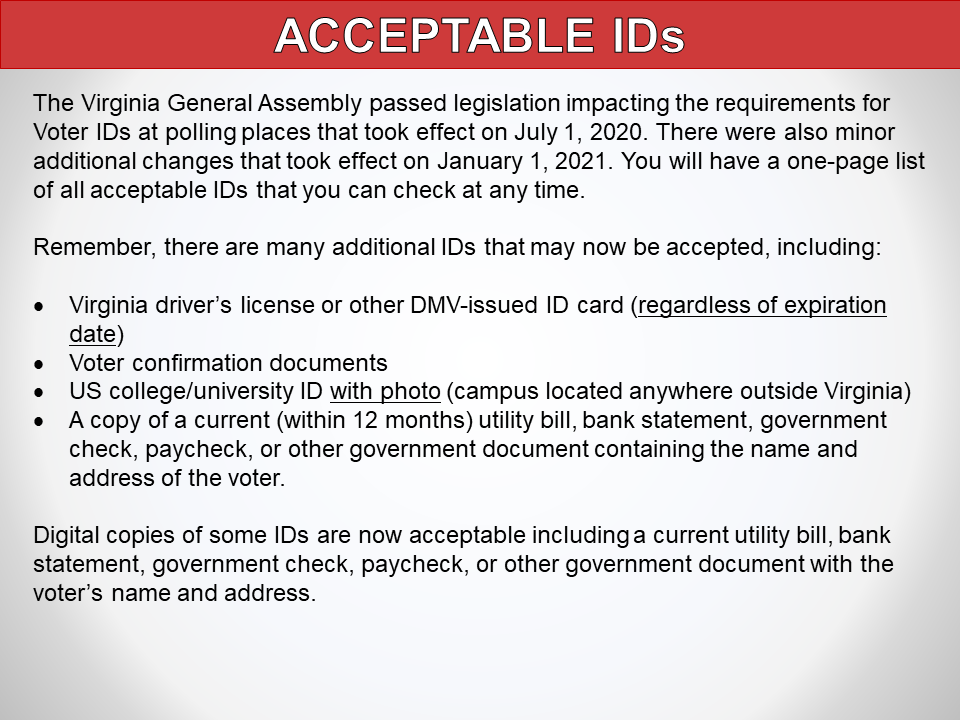 ACCEPTABLE IDs
The Virginia General Assembly passed legislation impacting the requirements for
Voter IDs at polling places that took effect on July 1, 2020. There were also minor
additional changes that took effect on January 1, 2021. You will have a one-page list
of all acceptable IDs that you can check at any time.
Remember, there are many additional IDs that may now be accepted, including:
• Virginia driver’s license or other DMV-issued ID card (regardless of expiration
date)
• Voter confirmation documents
• US college/university ID with photo (campus located anywhere outside Virginia)
• A copy of a current (within 12 months) utility bill, bank statement, government
check, paycheck, or other government document containing the name and
address of the voter.
Digital copies of some IDs are now acceptable including a current utility bill, bank
statement, government check, paycheck, or other government document with the
voter’s name and address.